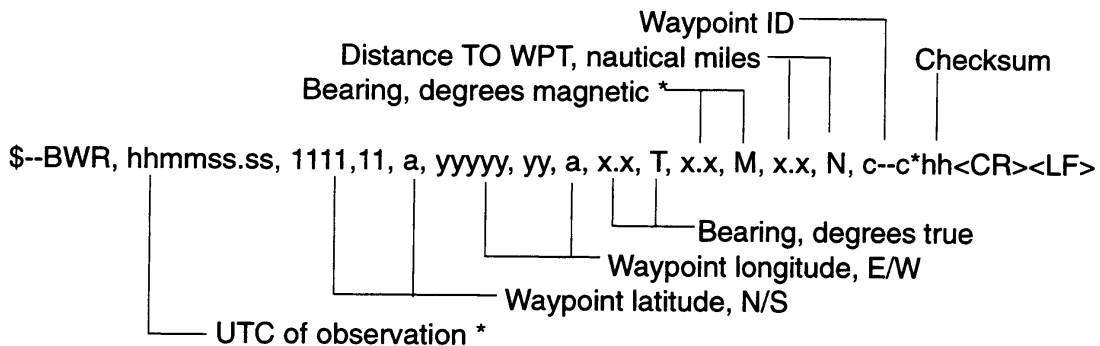 Waypoint ID
Distance TO WPT, nautical miles
Checksum
Bearing, degrees magnetic *
$--BWR, hhmmss.ss, 1111,11, a, yyyyy, yy, a, x.x, T, x.x, M, x.x, N, c--c*hh<CR><LF>
Bearing, degrees true
Waypoint longitude, E/W
Waypoint latitude, N/S
UTC of observation *